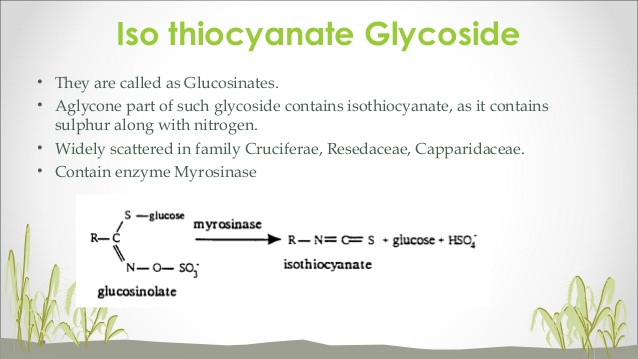 Iso thiocyanate Glycoside
• They are called as Glucosinates.
• Aglycone part of such glycoside contains isothiocyanate, as it contains
sulphur along with nitrogen.
• Widely scattered in family Cruciferae, Resedaceae, Capparidaceae.
• Contain enzyme Myrosinase
S —glucose
R—C
N— O— SO₃⁻
glucosinolate
myrosinase
R— N=C= S + glucose + HSO₄⁻
isothiocyanate